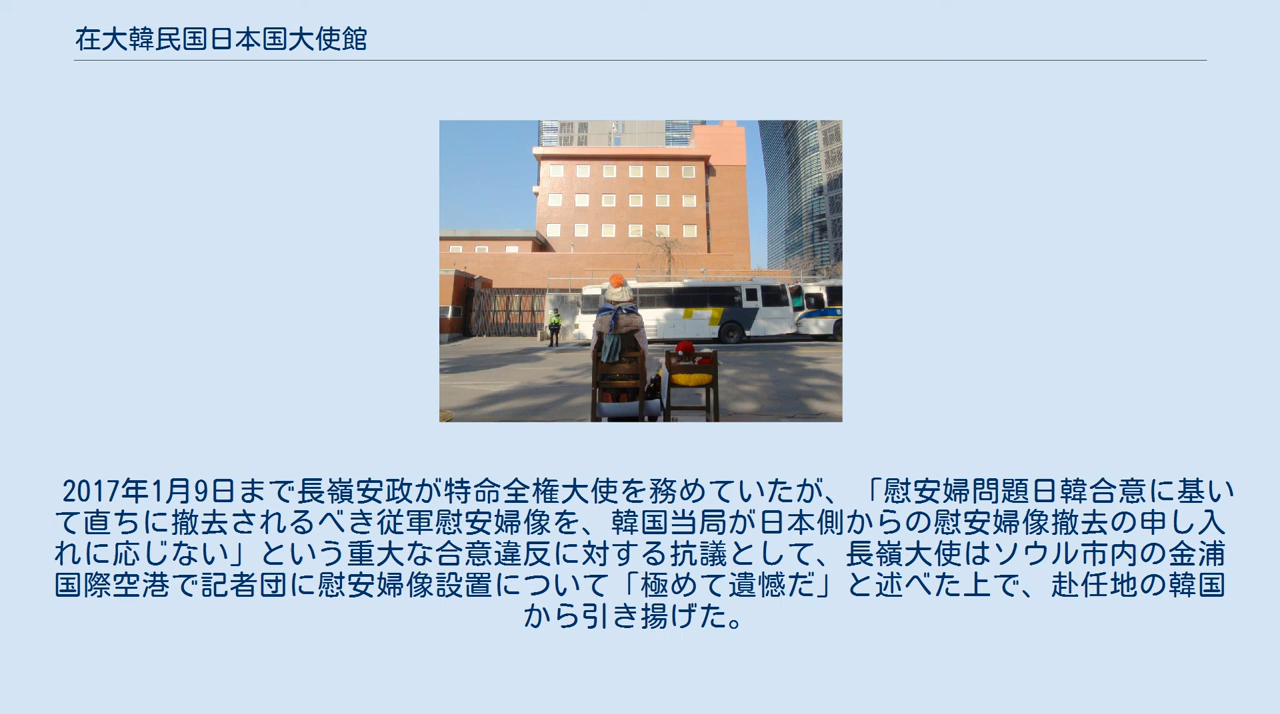 在大韓民国日本国大使館
2017年1月9日まで長嶺安政が特命全権大使を務めていたが、「慰安婦問題日韓合意に基い
て直ちに撤去されるべき従軍慰安婦像を、韓国当局が日本側からの慰安婦像撤去の申し入
れに応じない」という重大な合意違反に対する抗議として、長嶺大使はソウル市内の金浦
国際空港で記者団に慰安婦像設置について「極めて遺憾だ」と述べた上で、赴任地の韓国
から引き揚げた。